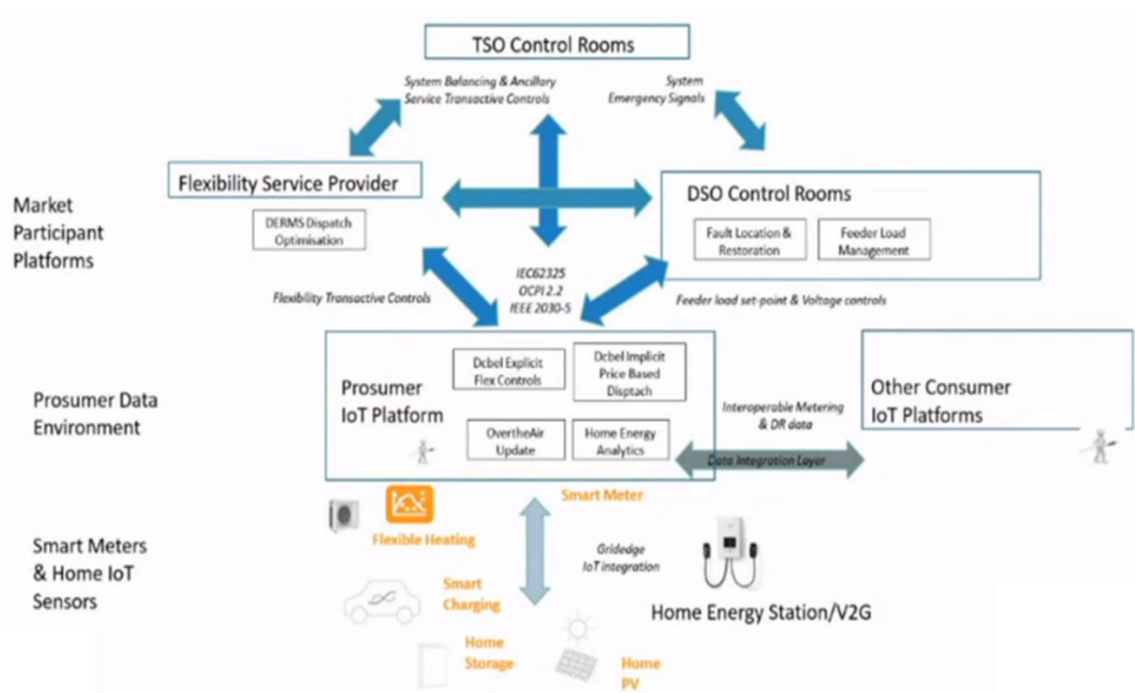 TSO Control Rooms
System Balancing & Ancillary
Service Transactive Controls
System
Emergency Signals
Market
Participant
Platforms
Flexibility Service Provider
DERMS Dispatch
Optimisation
DSO Control Rooms
Fault Location &
Restoration
Feeder Load
Management
Flexibility Transactive Controls
IEC62325
OCPI 2.2
IEEE 2030-5
Feeder load set-point & Voltage controls
Prosumer Data
Environment
Prosumer
IoT Platform
Dcbel Explicit
Flex Controls
Dcbel Implicit
Price Based
Disptach
OvertheAir
Update
Home Energy
Analytics
Interoperable Metering
& DR data
Data Integration Layer
Other Consumer
IoT Platforms
Smart Meters
& Home IoT
Sensors
Smart Meter
Flexible Heating
Gridedge
IoT integration
Smart
Charging
Home Energy Station/V2G
Home
Storage
Home
PV